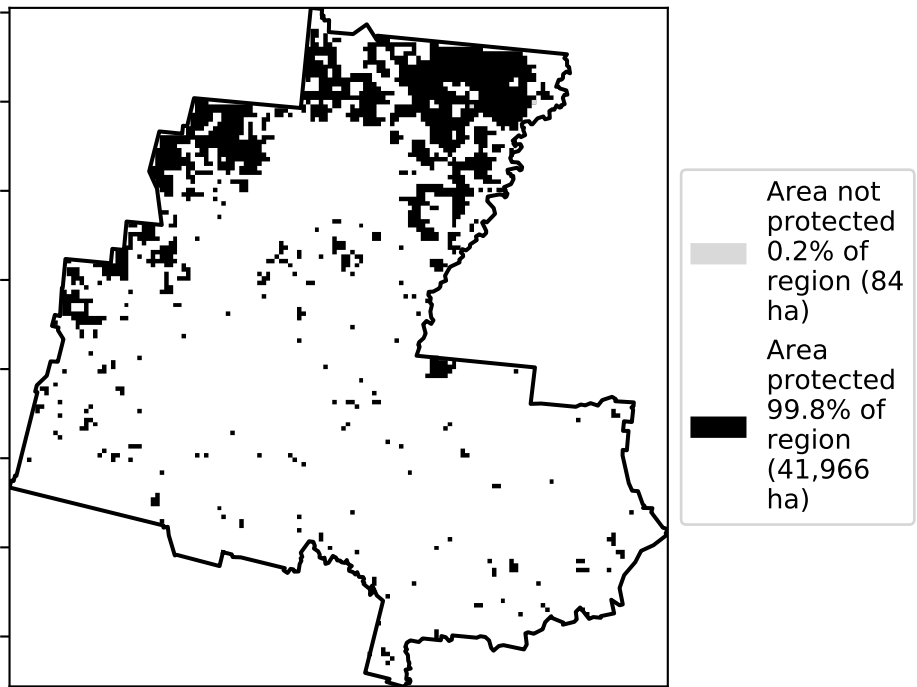 Area not
protected
0.2% of
region (84
ha)
Area
protected
99.8% of
region
(41,966
ha)